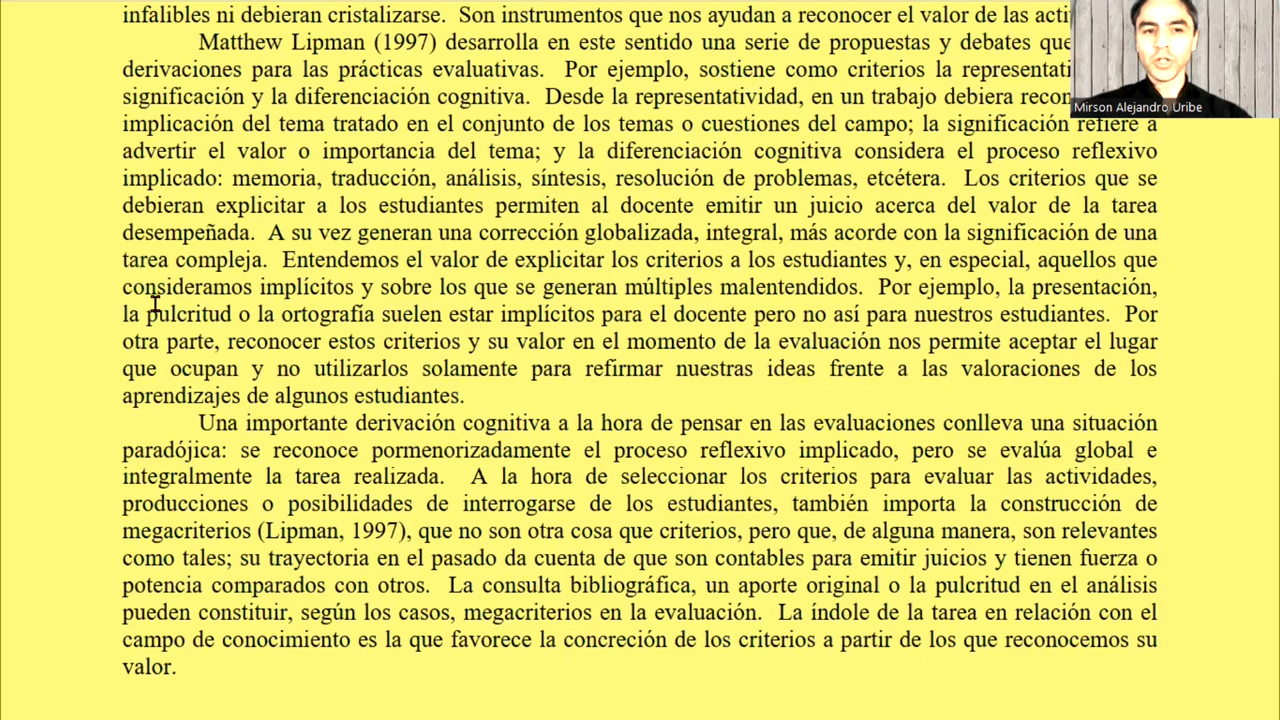 infalibles ni debieran cristalizarse. Son instrumentos que nos ayudan a reconocer el valor de las
Matthew Lipman (1997) desarrolla en este sentido una serie de propuestas y debates
derivaciones para las prácticas evaluativas. Por ejemplo, sostiene como criterios la
significación y la diferenciación cognitiva. Desde la representatividad, en un trabajo debiera
Mirson Alejandro Uribe
implicación del tema tratado en el conjunto de los temas o cuestiones del campo; la significación refiere a
advertir el valor o importancia del tema; y la diferenciación cognitiva considera el proceso reflexivo
implicado: memoria, traducción, análisis, síntesis, resolución de problemas, etcétera. Los criterios que se
debieran explicitar a los estudiantes permiten al docente emitir un juicio acerca del valor de la tarea
desempeñada. A su vez generan una corrección globalizada, integral, más acorde con la significación de una
tarea compleja. Entendemos el valor de explicitar los criterios a los estudiantes y, en especial, aquellos que
consideramos implícitos y sobre los que se generan múltiples malentendidos. Por ejemplo, la presentación,
la pulcritud o la ortografía suelen estar implícitos para el docente pero no así para nuestros estudiantes. Por
otra parte, reconocer estos criterios y su valor en el momento de la evaluación nos permite aceptar el lugar
que ocupan y no utilizarlos solamente para refirmar nuestras ideas frente a las valoraciones de los
aprendizajes de algunos estudiantes.
Una importante derivación cognitiva a la hora de pensar en las evaluaciones conlleva una situación
paradójica: se reconoce pormenorizadamente el proceso reflexivo implicado, pero se evalúa global e
integralmente la tarea realizada. A la hora de seleccionar los criterios para evaluar las actividades,
producciones o posibilidades de interrogarse de los estudiantes, también importa la construcción de
megacriterios (Lipman, 1997), que no son otra cosa que criterios, pero que, de alguna manera, son relevantes
como tales; su trayectoria en el pasado da cuenta de que son contables para emitir juicios y tienen fuerza o
potencia comparados con otros. La consulta bibliográfica, un aporte original o la pulcritud en el análisis
pueden constituir, según los casos, megacriterios en la evaluación. La índole de la tarea en relación con el
campo de conocimiento es la que favorece la concreción de los criterios a partir de los que reconocemos su
valor.